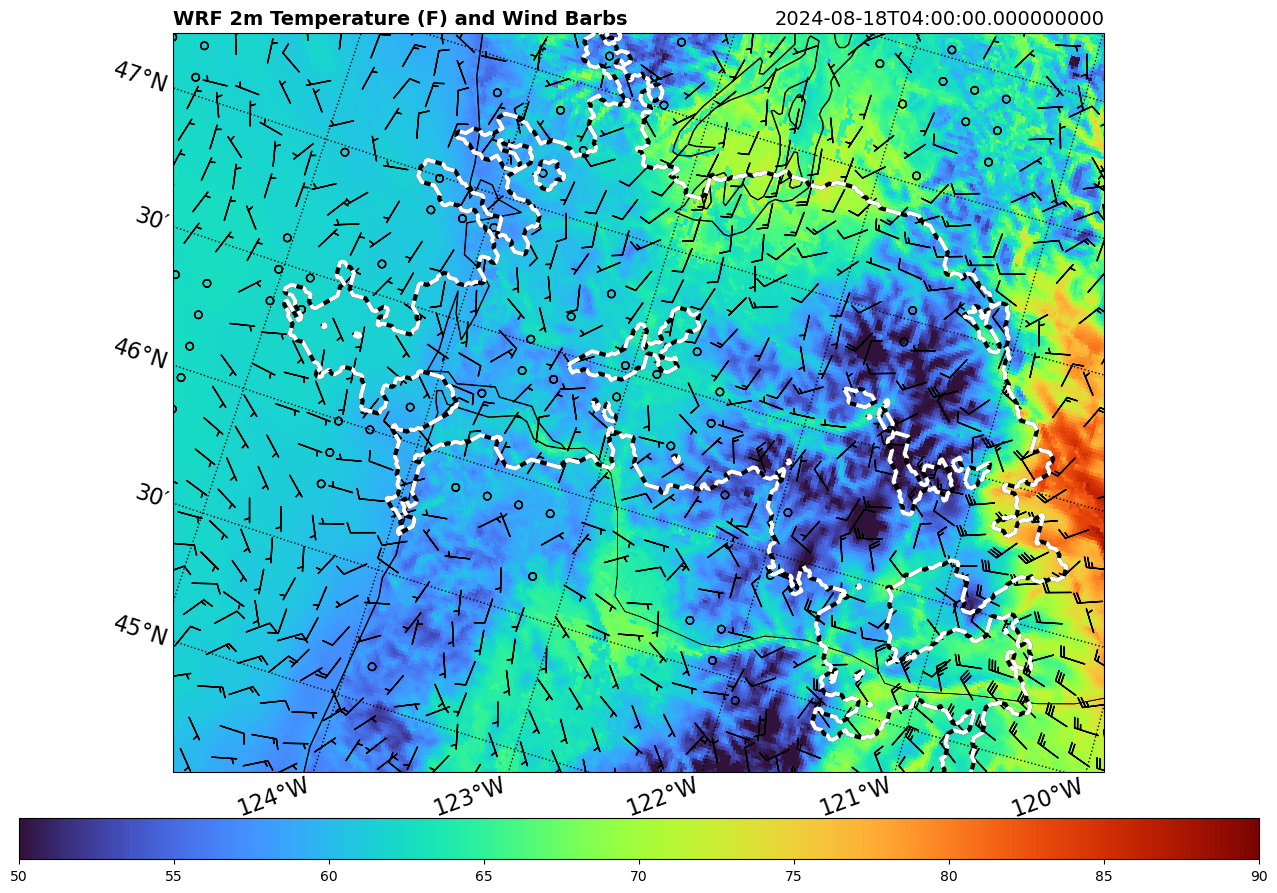 WRF 2m Temperature (F) and Wind Barbs
2024-08-18T04:00:00.000000000
47°N
30′
46°N
30′
45°N
124°W
123°W
122°W
121°W
120°W
50
55
60
65
70
75
80
85
90